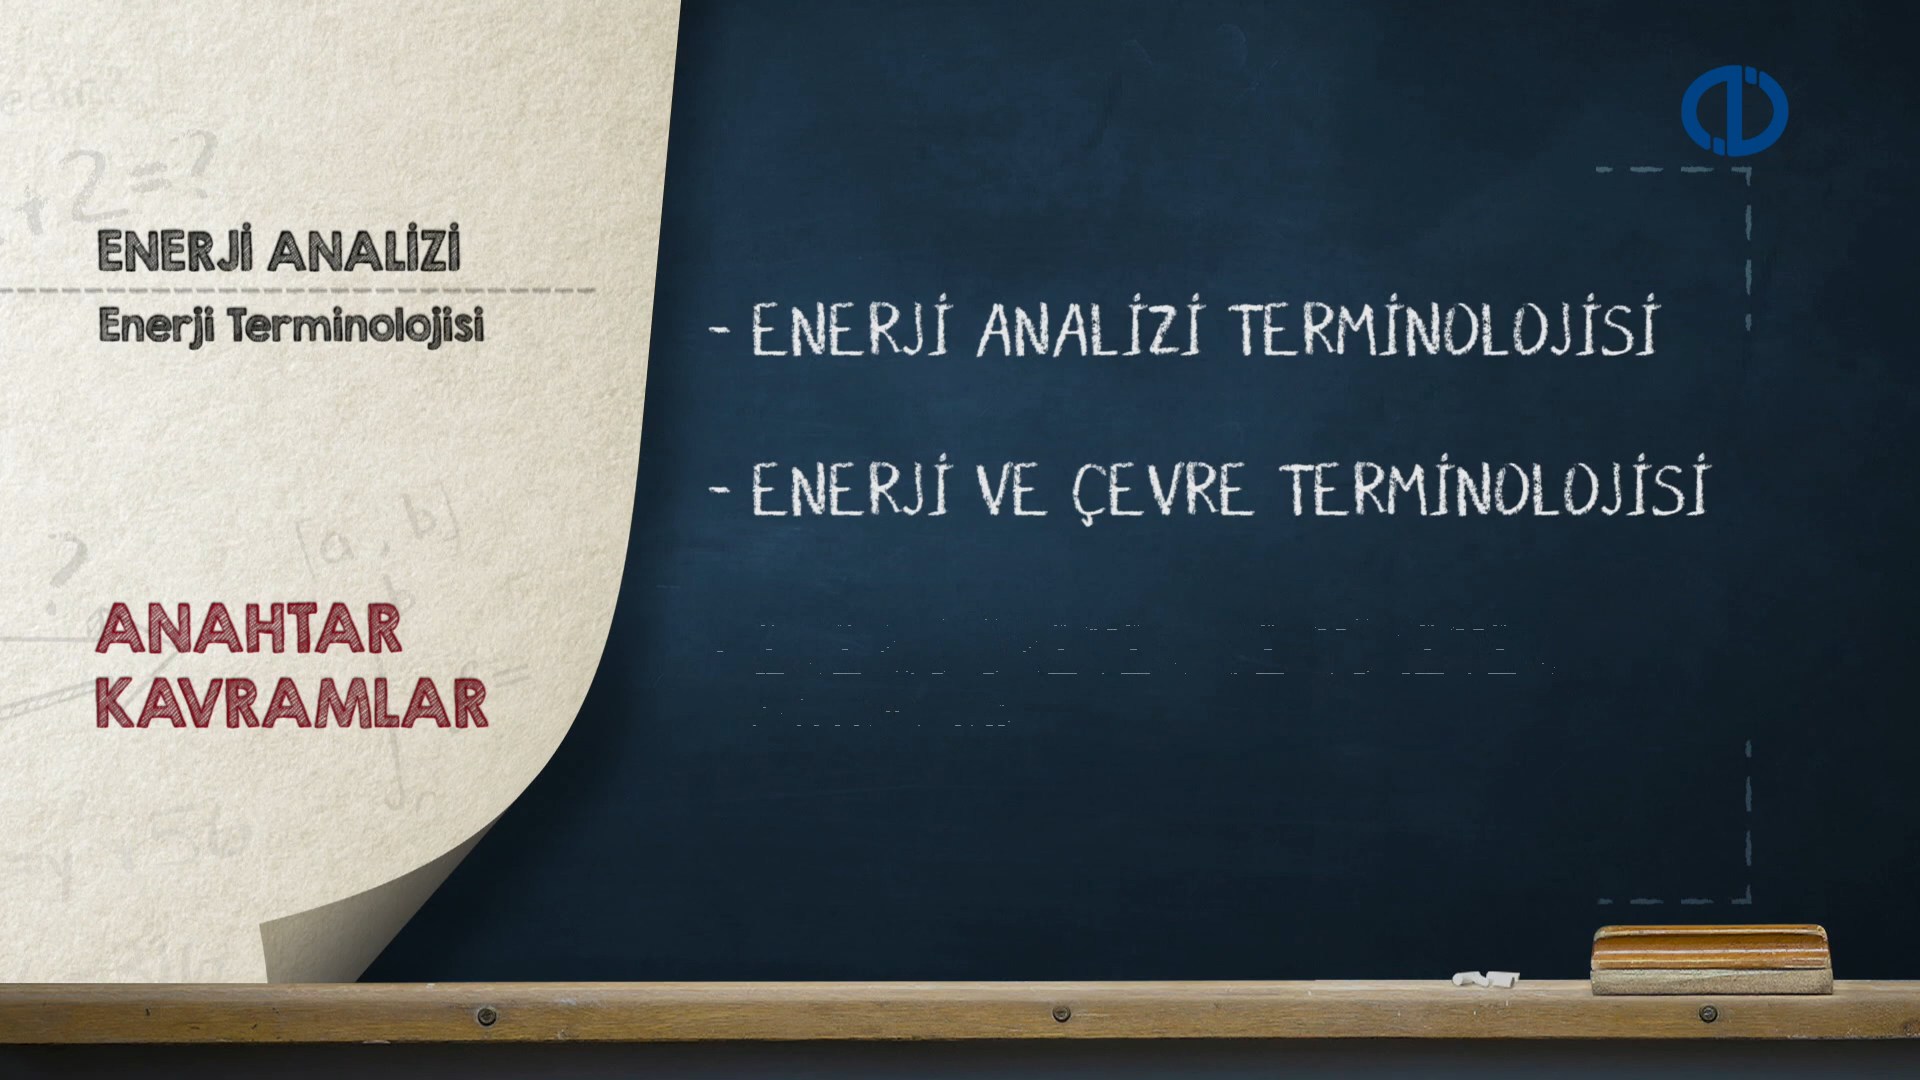 ENERJİ ANALİZİ
Enerji Terminolojisi
ANAHTAR
KAVRAMLAR
- ENERJİ ANALİZİ TERMİNOLOJİSİ
- ENERJİ VE ÇEVRE TERMİNOLOJİSİ
+2=?
[a, b]